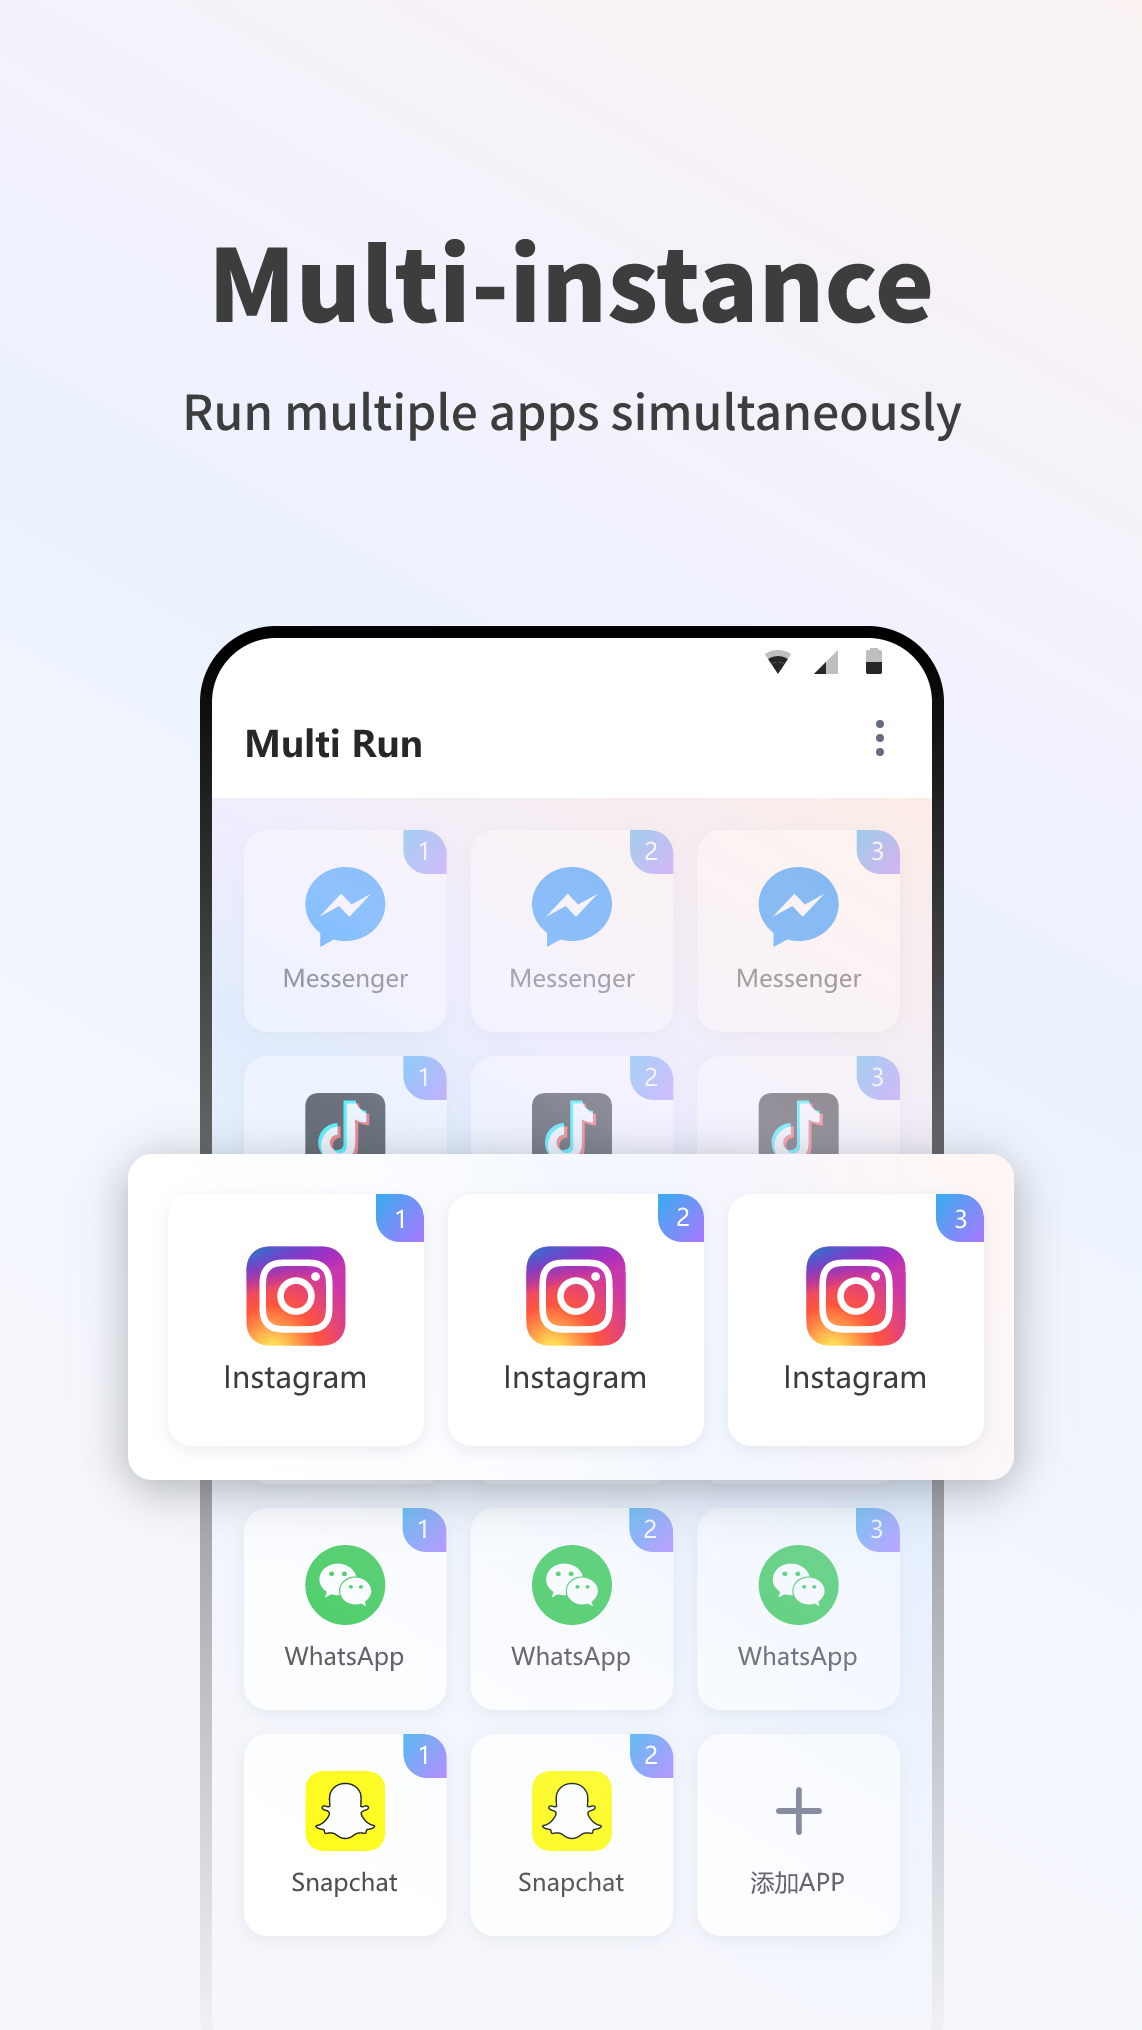 Multi-instance
Run multiple apps simultaneously
Multi Run
1 2 3
Messenger Messenger Messenger
1 2 3
1 2 3
Instagram Instagram Instagram
1 2 3
WhatsApp WhatsApp WhatsApp
1 2
Snapchat Snapchat 添加APP